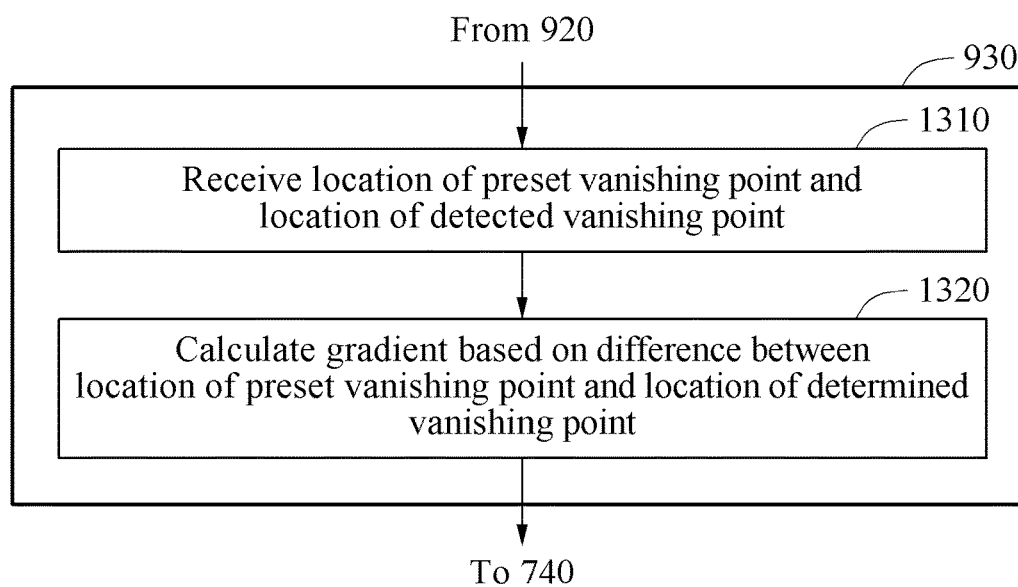 From 920
930
1310
Receive location of preset vanishing point and
location of detected vanishing point
1320
Calculate gradient based on difference between
location of preset vanishing point and location of determined
vanishing point
To 740